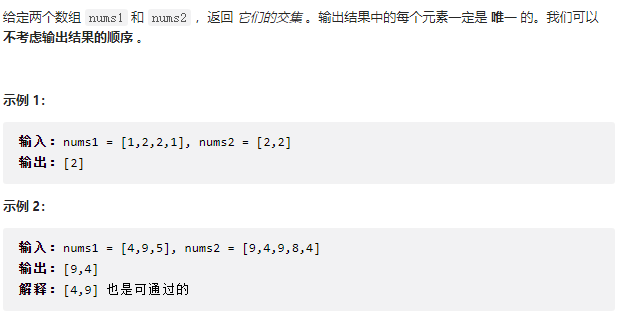 给定两个数组 nums1 和 nums2 ，返回 它们的交集 。输出结果中的每个元素一定是 唯一 的。我们可以
不考虑输出结果的顺序 。
示例 1：
输入：nums1 = [1,2,2,1], nums2 = [2,2]
输出：[2]
示例 2：
输入：nums1 = [4,9,5], nums2 = [9,4,9,8,4]
输出：[9,4]
解释：[4,9] 也是可通过的